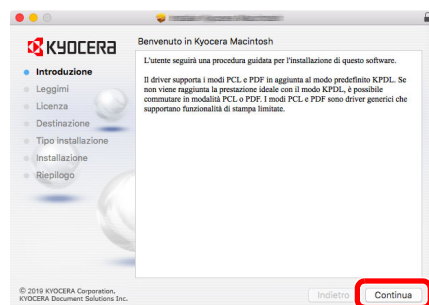 KYOCERA
Benvenuto in Kyocera Macintosh
Introduzione
Leggimi
Licenza
Destinazione
Tipo installazione
Installazione
Riepilogo
L'utente seguirà una procedura guidata per l'installazione di questo software.
Il driver supporta i modi PCL e PDF in aggiunta al modo predefinito KPDL. Se
non viene raggiunta la prestazione ideale con il modo KPDL, è possibile
commutare in modalità PCL o PDF. I modi PCL e PDF sono driver generici che
supportano funzionalità di stampa limitate.
© 2019 KYOCERA Corporation,
KYOCERA Document Solutions Inc.
Indietro
Continua